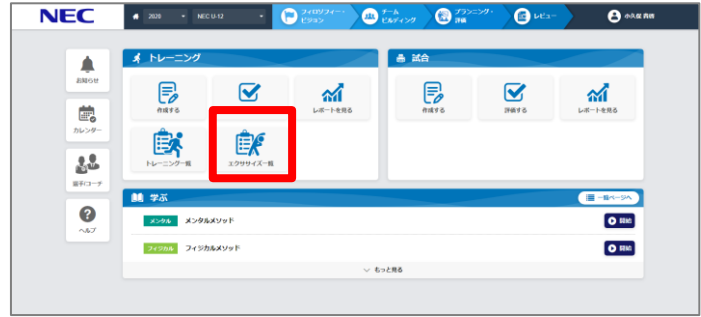 NEC
2020
NEC U-12
フィロソフィー・
ビジョン
チーム
ビルディング
プランニング・
評価
レビュー
お知らせ
カレンダー
選手/コーチ
ヘルプ
トレーニング
作成する
レポートを見る
トレーニング一覧
エクササイズ一覧
試合
作成する
評価する
レポートを見る
学ぶ
一覧ページへ
メンタル メンタルメソッド
開始
フィジカル フィジカルメソッド
開始
もっと見る